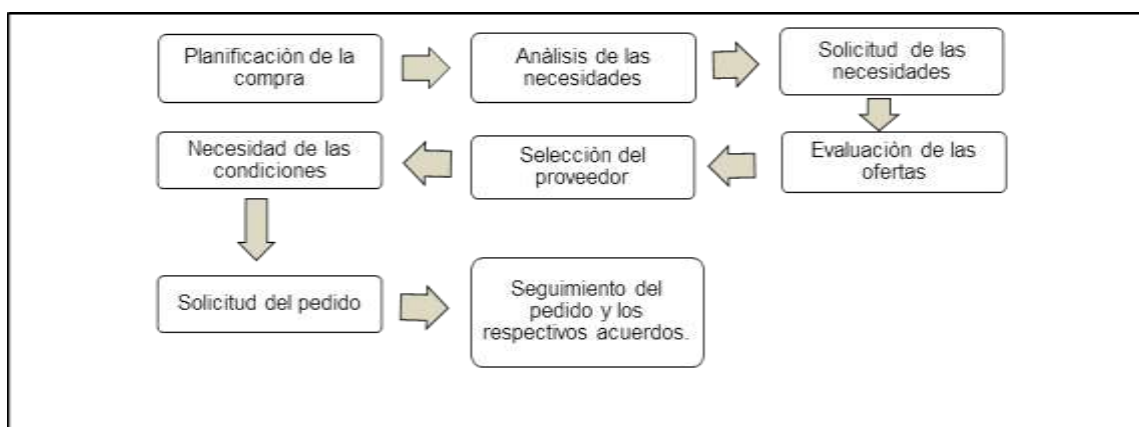 Planificación de la
compra
Análisis de las
necesidades
Solicitud de las
necesidades
Evaluación de las
ofertas
Selección del
proveedor
Necesidad de las
condiciones
Solicitud del pedido
Seguimiento del
pedido y los
respectivos acuerdos.